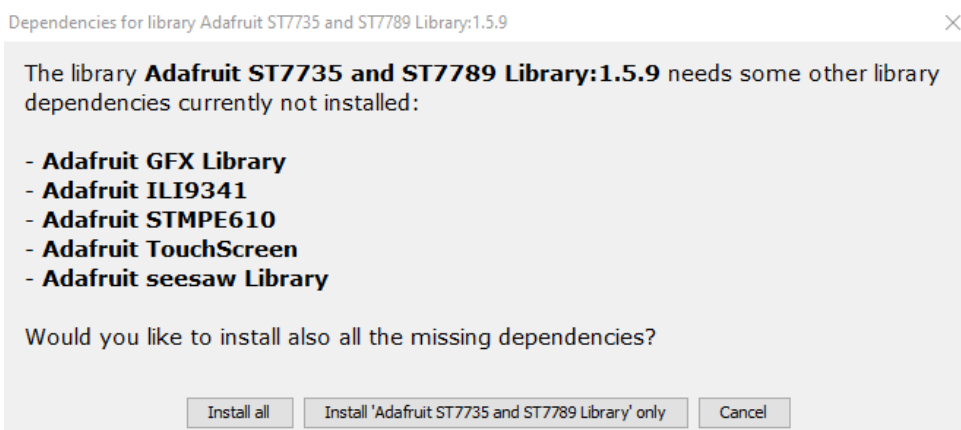 Dependencies for library Adafruit ST7735 and ST7789 Library:1.5.9
The library Adafruit ST7735 and ST7789 Library:1.5.9 needs some other library
dependencies currently not installed:
- Adafruit GFX Library
- Adafruit ILI9341
- Adafruit STMPE610
- Adafruit TouchScreen
- Adafruit seesaw Library
Would you like to install also all the missing dependencies?
Install all Install 'Adafruit ST7735 and ST7789 Library' only Cancel